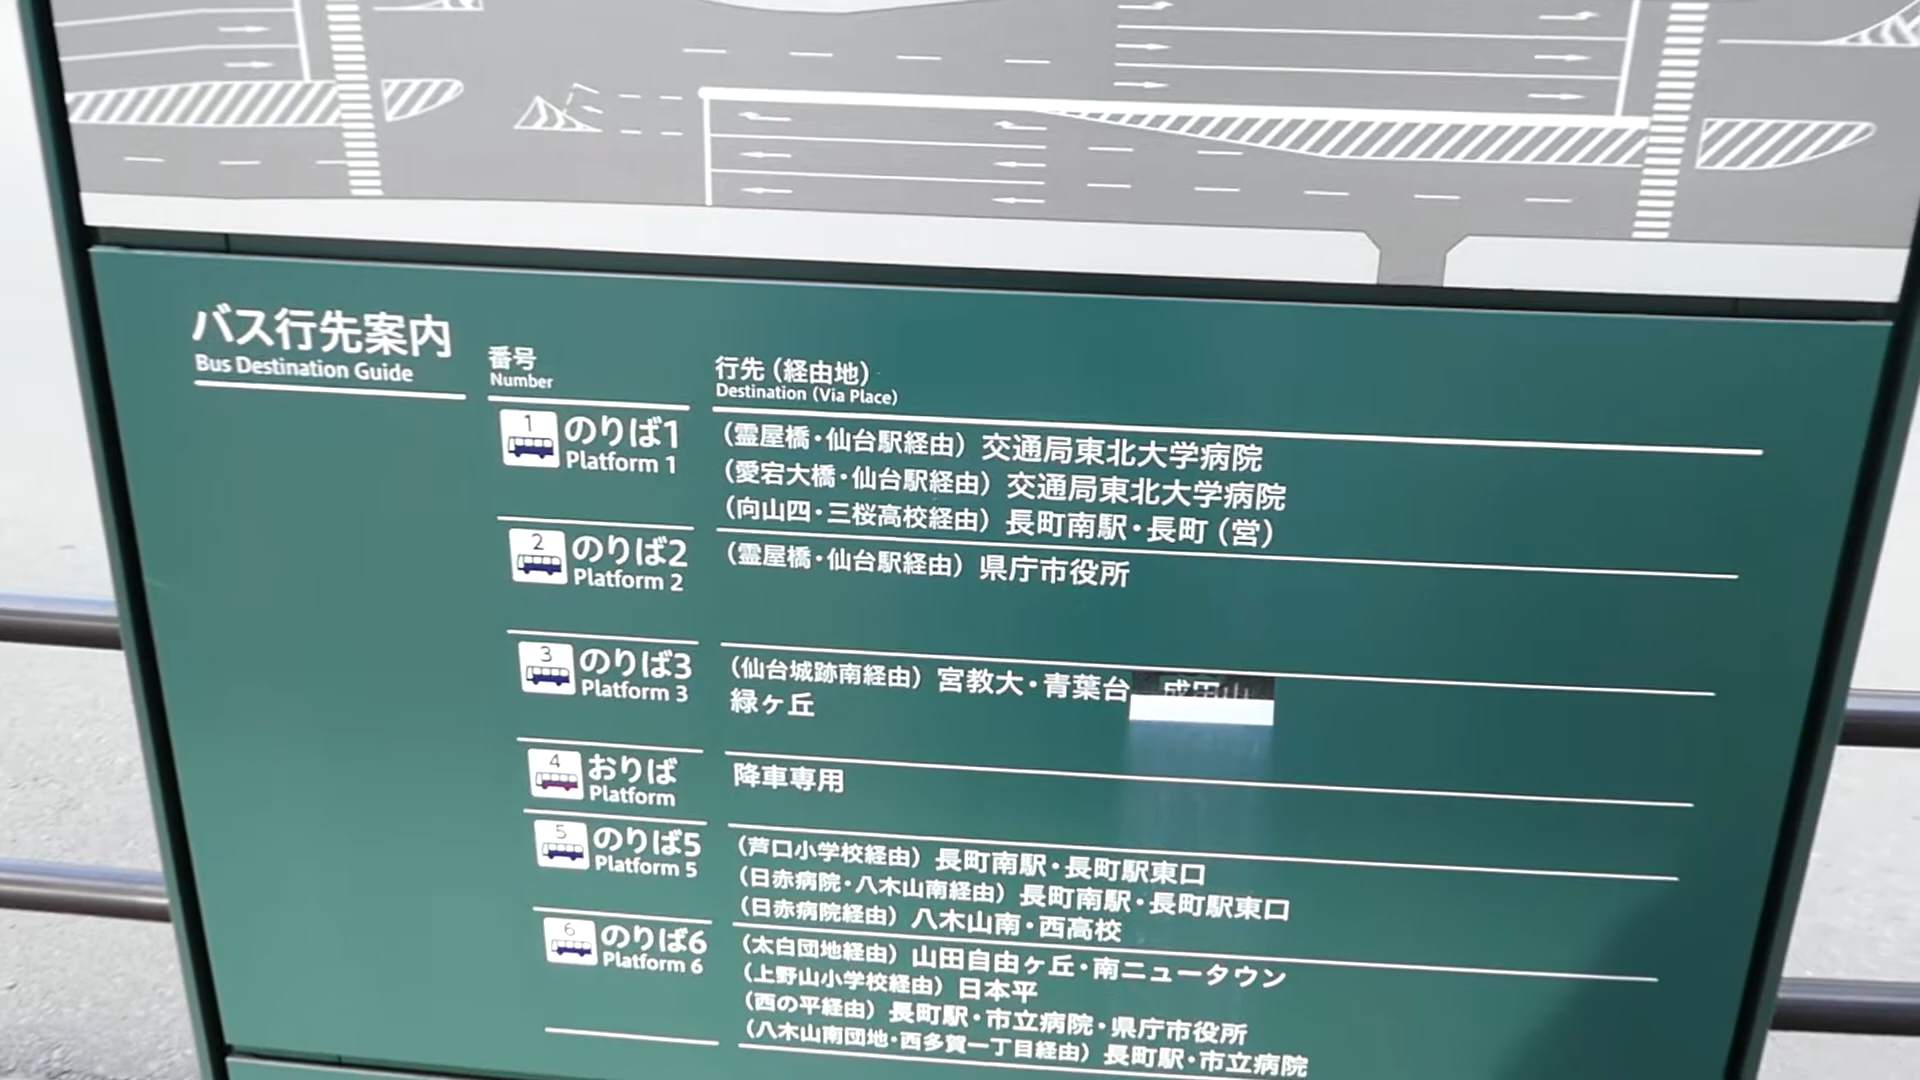 バス行先案内
Bus Destination Guide
番号
Number
行先（経由地）
Destination (Via Place)
1
のりば1
Platform 1
（霊屋橋・仙台駅経由）交通局東北大学病院
（愛宕大橋・仙台駅経由）交通局東北大学病院
（向山四・三桜高校経由）長町南駅・長町（営）
2
のりば2
Platform 2
（霊屋橋・仙台駅経由）県庁市役所
3
のりば3
Platform 3
（仙台城跡南経由）宮教大・青葉台
緑ヶ丘
4
おりば
Platform
降車専用
5
のりば5
Platform 5
（芦口小学校経由）長町南駅・長町駅東口
（日赤病院・八木山南経由）長町南駅・長町駅東口
（日赤病院経由）八木山南・西高校
6
のりば6
Platform 6
（太白団地経由）山田自由ヶ丘・南ニュータウン
（上野山小学校経由）日本平
（西の平経由）長町駅・市立病院・県庁市役所
（八木山南団地・西多賀一丁目経由）長町駅・市立病院